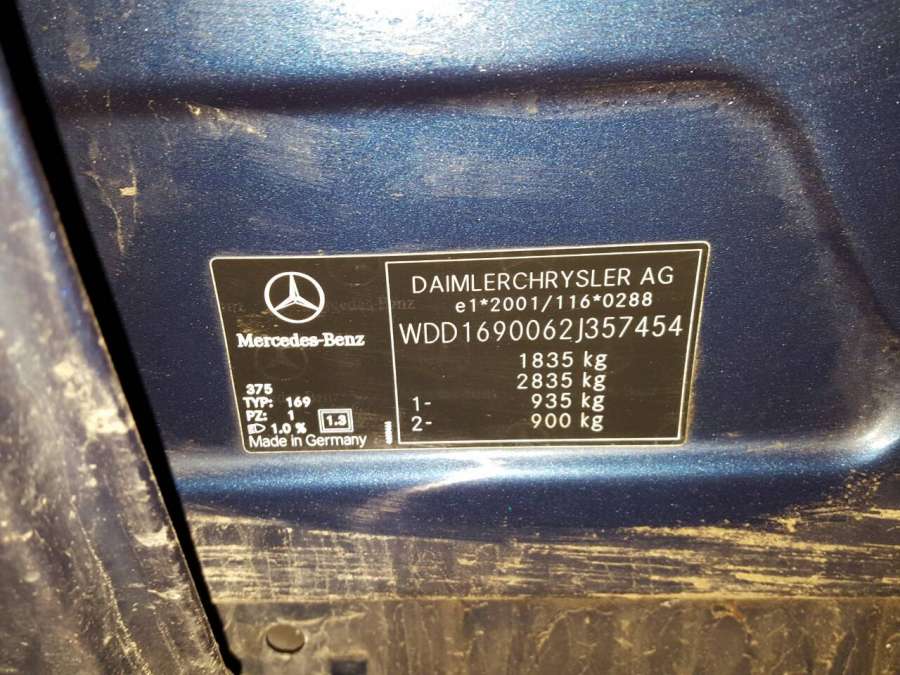 Mercedes-Benz
375
TYP: 169
PZ: 1
1.0 %
1.3
Made in Germany
DAIMLERCHRYSLER AG
e1*2001/116*0288
WDD1690062J357454
1835 kg
2835 kg
1- 935 kg
2- 900 kg